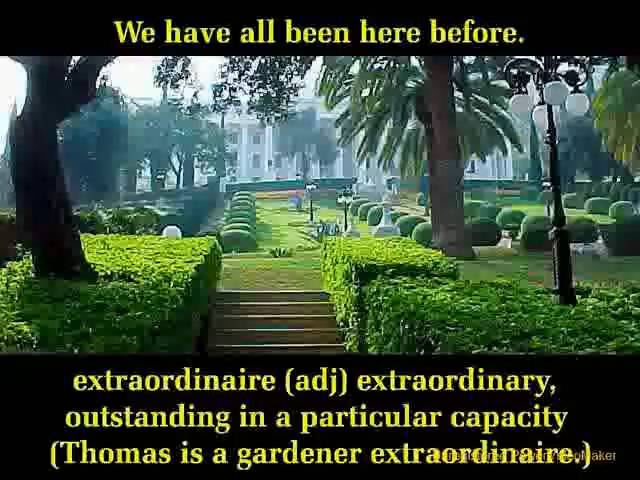 We have all been here before.
extraordinaire (adj) extraordinary,
outstanding in a particular capacity
(Thomas is a gardener extraordinaire.)